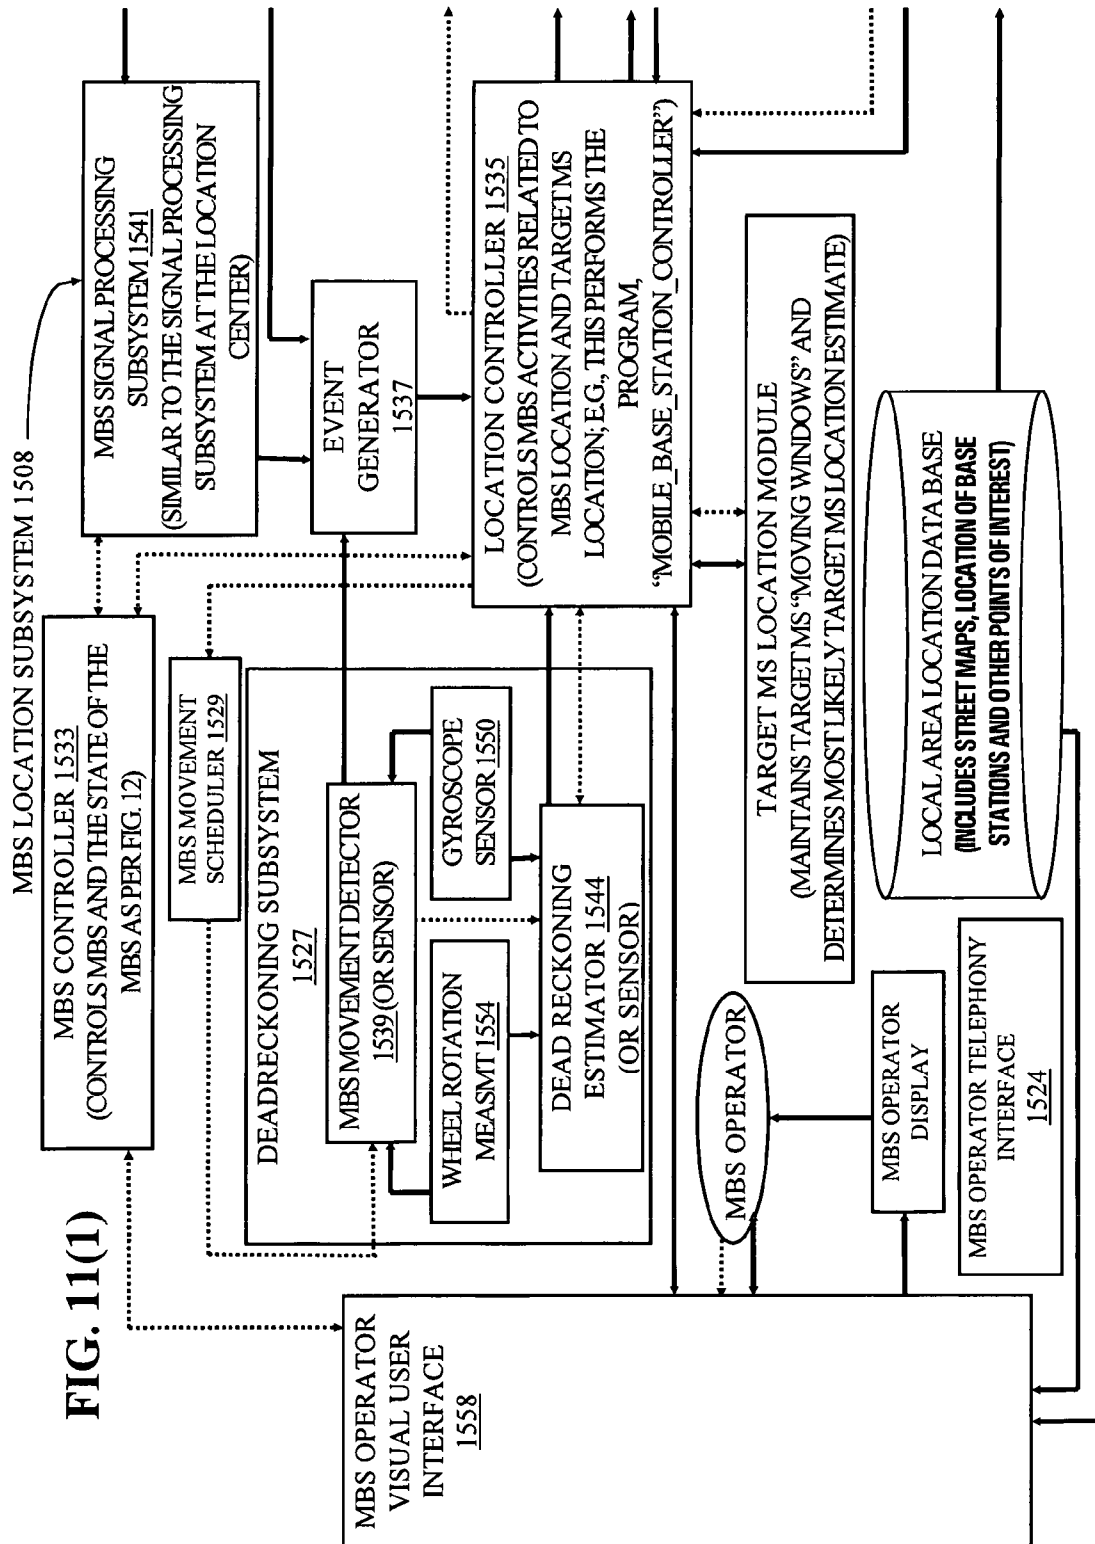 FIG. 11(1)
MBS LOCATION SUBSYSTEM 1508
MBS CONTROLLER 1533
(CONTROLS MBS AND THE STATE OF THE
MBS AS PER FIG. 12)
MBS SIGNAL PROCESSING
SUBSYSTEM 1541
(SIMILAR TO THE SIGNAL PROCESSING
SUBSYSTEM AT THE LOCATION
CENTER)
MBS MOVEMENT
SCHEDULER 1529
DEADRECKONING SUBSYSTEM
1527
MBS MOVEMENT DETECTOR
1539 (OR SENSOR)
WHEEL ROTATION
MEASMT 1554
GYROSCOPE
SENSOR 1550
DEAD RECKONING
ESTIMATOR 1544
(OR SENSOR)
EVENT
GENERATOR
1537
LOCATION CONTROLLER 1535
(CONTROLS MBS ACTIVITIES RELATED TO
MBS LOCATION AND TARGET MS
LOCATION; E.G., THIS PERFORMS THE
PROGRAM,
“MOBILE_BASE_STATION_CONTROLLER”)
MBS OPERATOR
VISUAL USER
INTERFACE
1558
MBS OPERATOR
MBS OPERATOR
DISPLAY
MBS OPERATOR TELEPHONY
INTERFACE
1524
TARGET MS LOCATION MODULE
(MAINTAINS TARGET MS “MOVING WINDOWS” AND
DETERMINES MOST LIKELY TARGET MS LOCATION ESTIMATE)
LOCAL AREA LOCATION DATA BASE
(INCLUDES STREET MAPS, LOCATION OF BASE
STATIONS AND OTHER POINTS OF INTEREST)